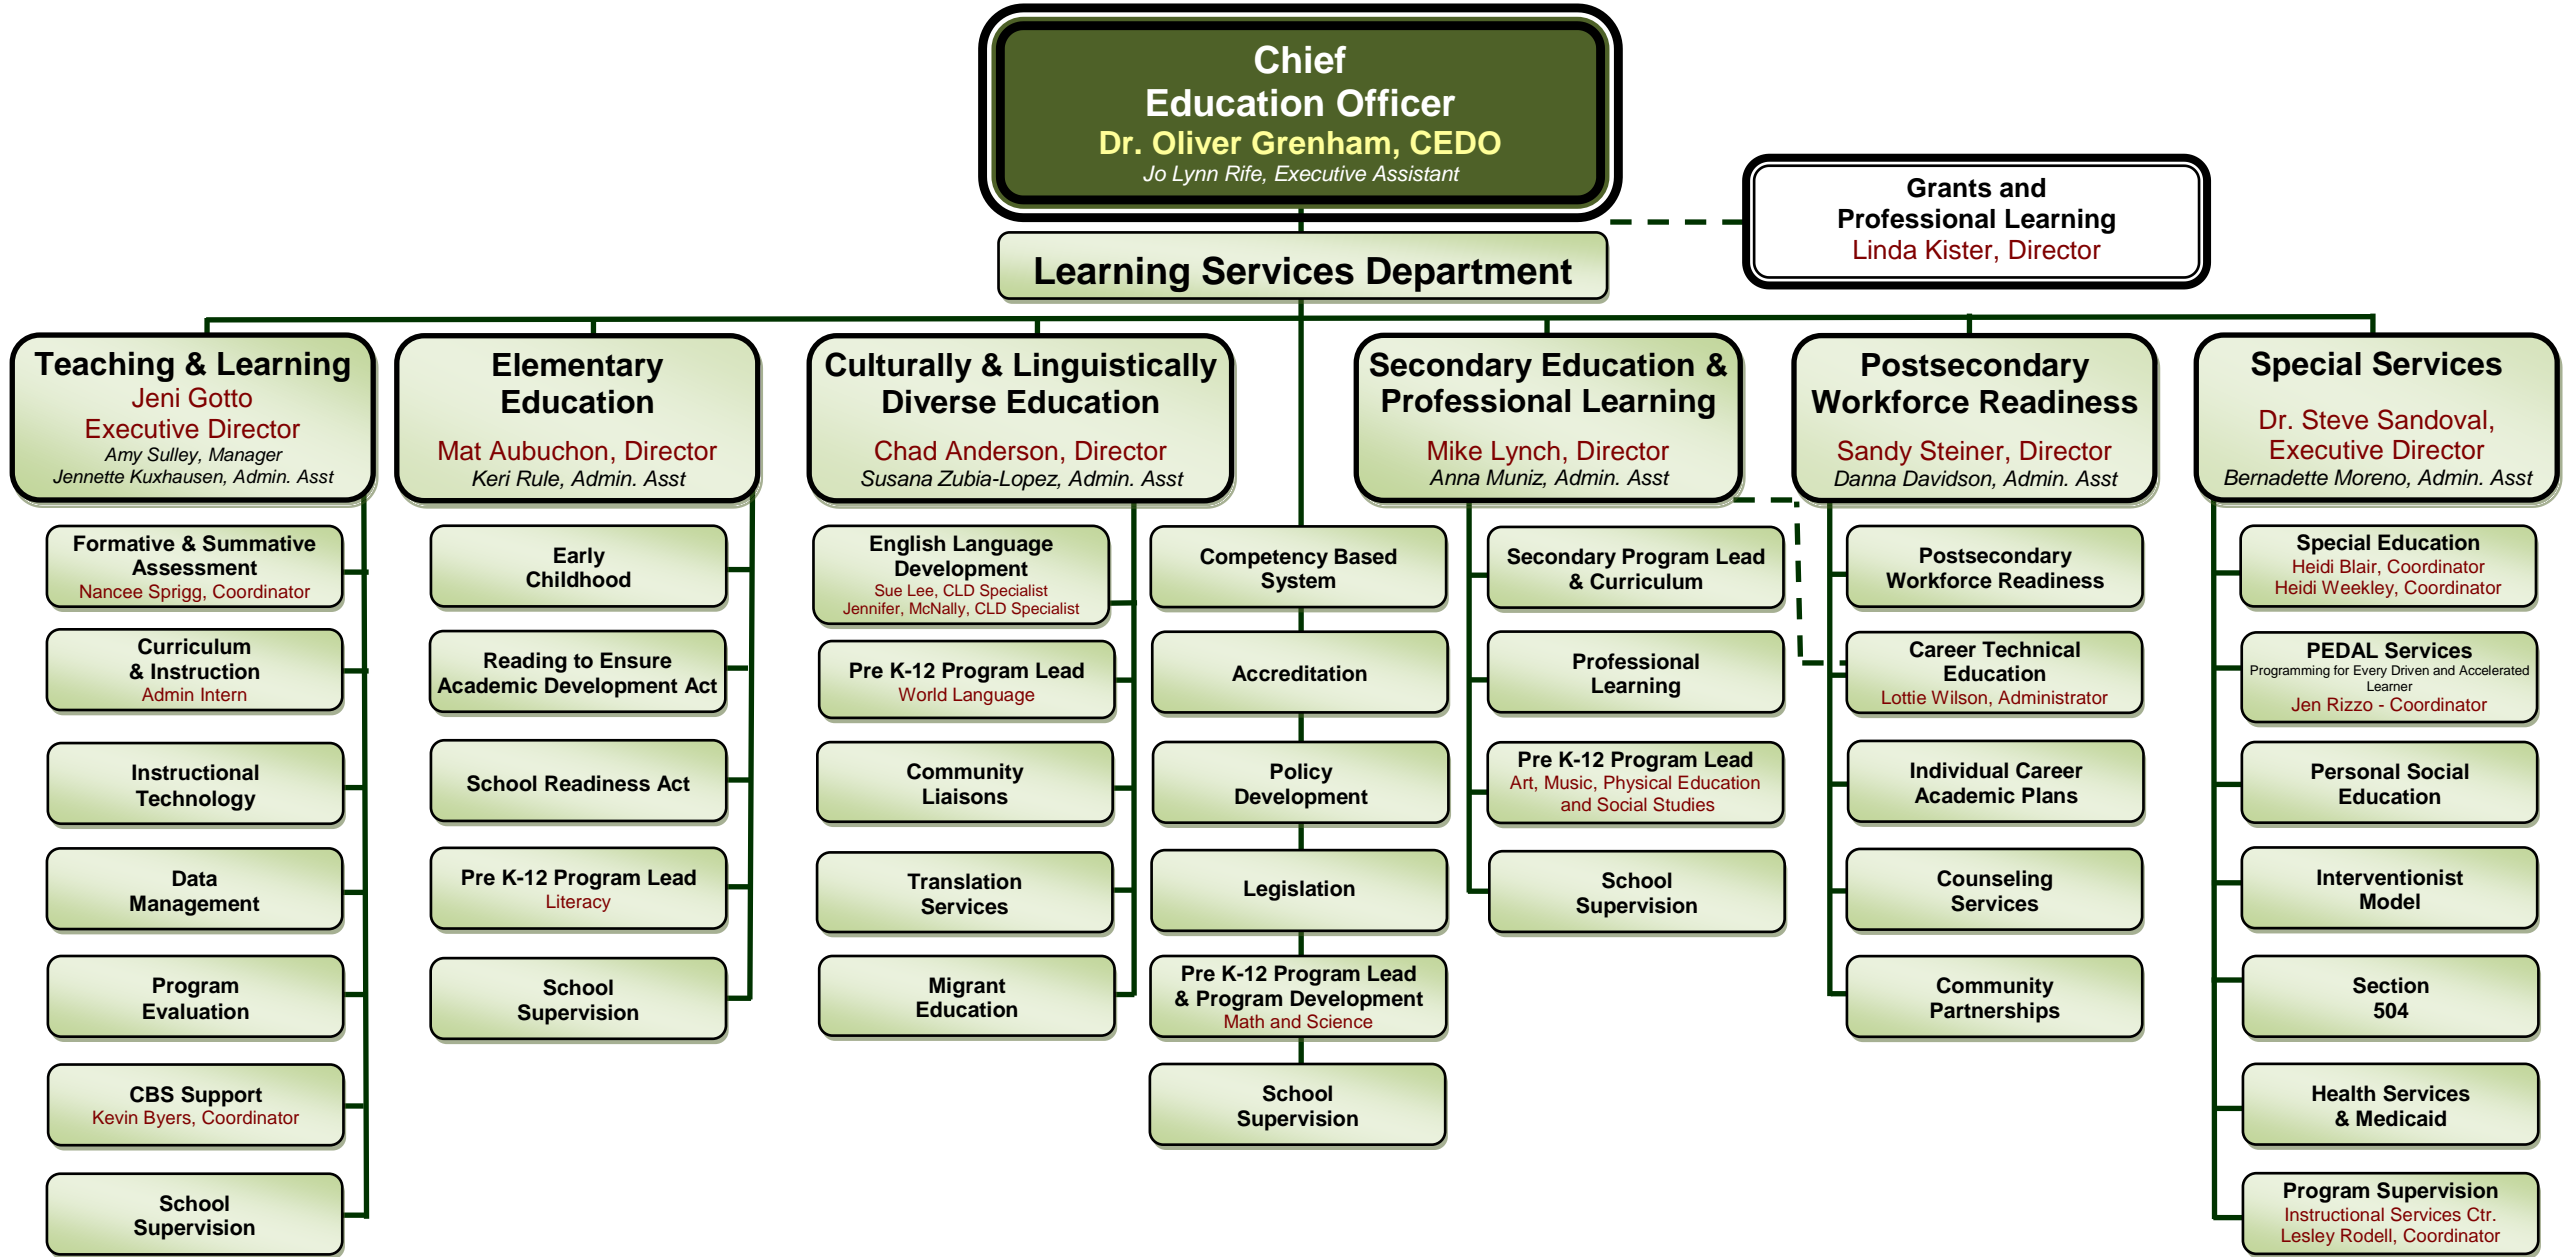 Chief
Education Officer
Dr. Oliver Grenham, CEDO
Jo Lynn Rife, Executive Assistant
Grants and
Professional Learning
Linda Kister, Director
Learning Services Department
Teaching & Learning
Jeni Gotto
Executive Director
Amy Sulley, Manager
Jennette Kuxhausen, Admin. Asst
Formative & Summative
Assessment
Nancee Sprigg, Coordinator
Curriculum
& Instruction
Admin Intern
Instructional
Technology
Data
Management
Program
Evaluation
CBS Support
Kevin Byers, Coordinator
School
Supervision
Elementary
Education
Mat Aubuchon, Director
Keri Rule, Admin. Asst
Early
Childhood
Reading to Ensure
Academic Development Act
School Readiness Act
Pre K-12 Program Lead
Literacy
School
Supervision
Culturally & Linguistically
Diverse Education
Chad Anderson, Director
Susana Zubia-Lopez, Admin. Asst
English Language
Development
Sue Lee, CLD Specialist
Jennifer, McNally, CLD Specialist
Pre K-12 Program Lead
World Language
Community
Liaisons
Translation
Services
Migrant
Education
Competency Based
System
Accreditation
Policy
Development
Legislation
Pre K-12 Program Lead
& Program Development
Math and Science
School
Supervision
Secondary Education &
Professional Learning
Mike Lynch, Director
Anna Muniz, Admin. Asst
Secondary Program Lead
& Curriculum
Professional
Learning
Pre K-12 Program Lead
Art, Music, Physical Education
and Social Studies
School
Supervision
Postsecondary
Workforce Readiness
Sandy Steiner, Director
Danna Davidson, Admin. Asst
Postsecondary
Workforce Readiness
Career Technical
Education
Lottie Wilson, Administrator
Individual Career
Academic Plans
Counseling
Services
Community
Partnerships
Special Services
Dr. Steve Sandoval,
Executive Director
Bernadette Moreno, Admin. Asst
Special Education
Heidi Blair, Coordinator
Heidi Weekley, Coordinator
PEDAL Services
Programming for Every Driven and Accelerated
Learner
Jen Rizzo - Coordinator
Personal Social
Education
Interventionist
Model
Section
504
Health Services
& Medicaid
Program Supervision
Instructional Services Ctr.
Lesley Rodell, Coordinator